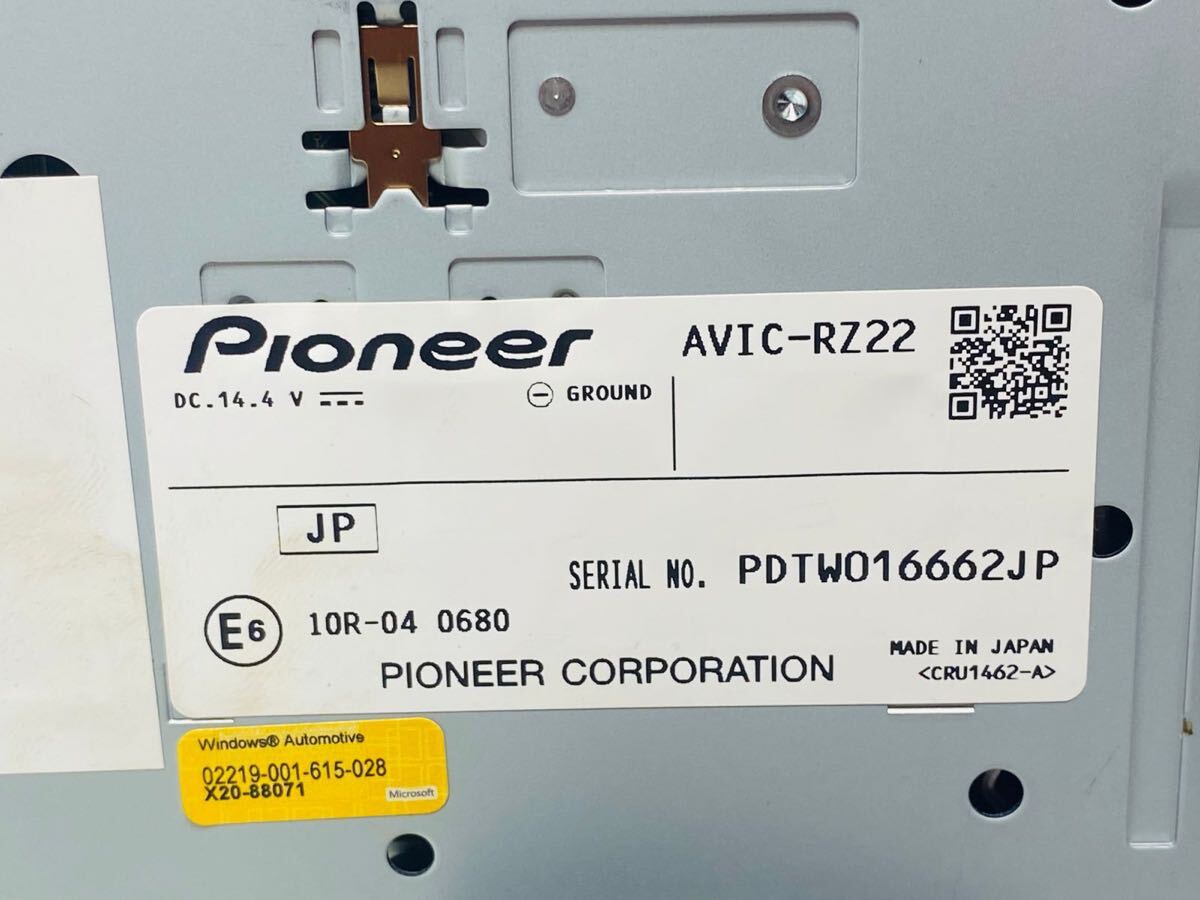 Pioneer
AVIC-RZ22
DC.14.4 V
GROUND
JP
SERIAL NO. PDTW016662JP
E6
10R-04 0680
PIONEER CORPORATION
MADE IN JAPAN
<CRU1462-A>
Windows® Automotive
02219-001-615-028
X20-88071
Microsoft